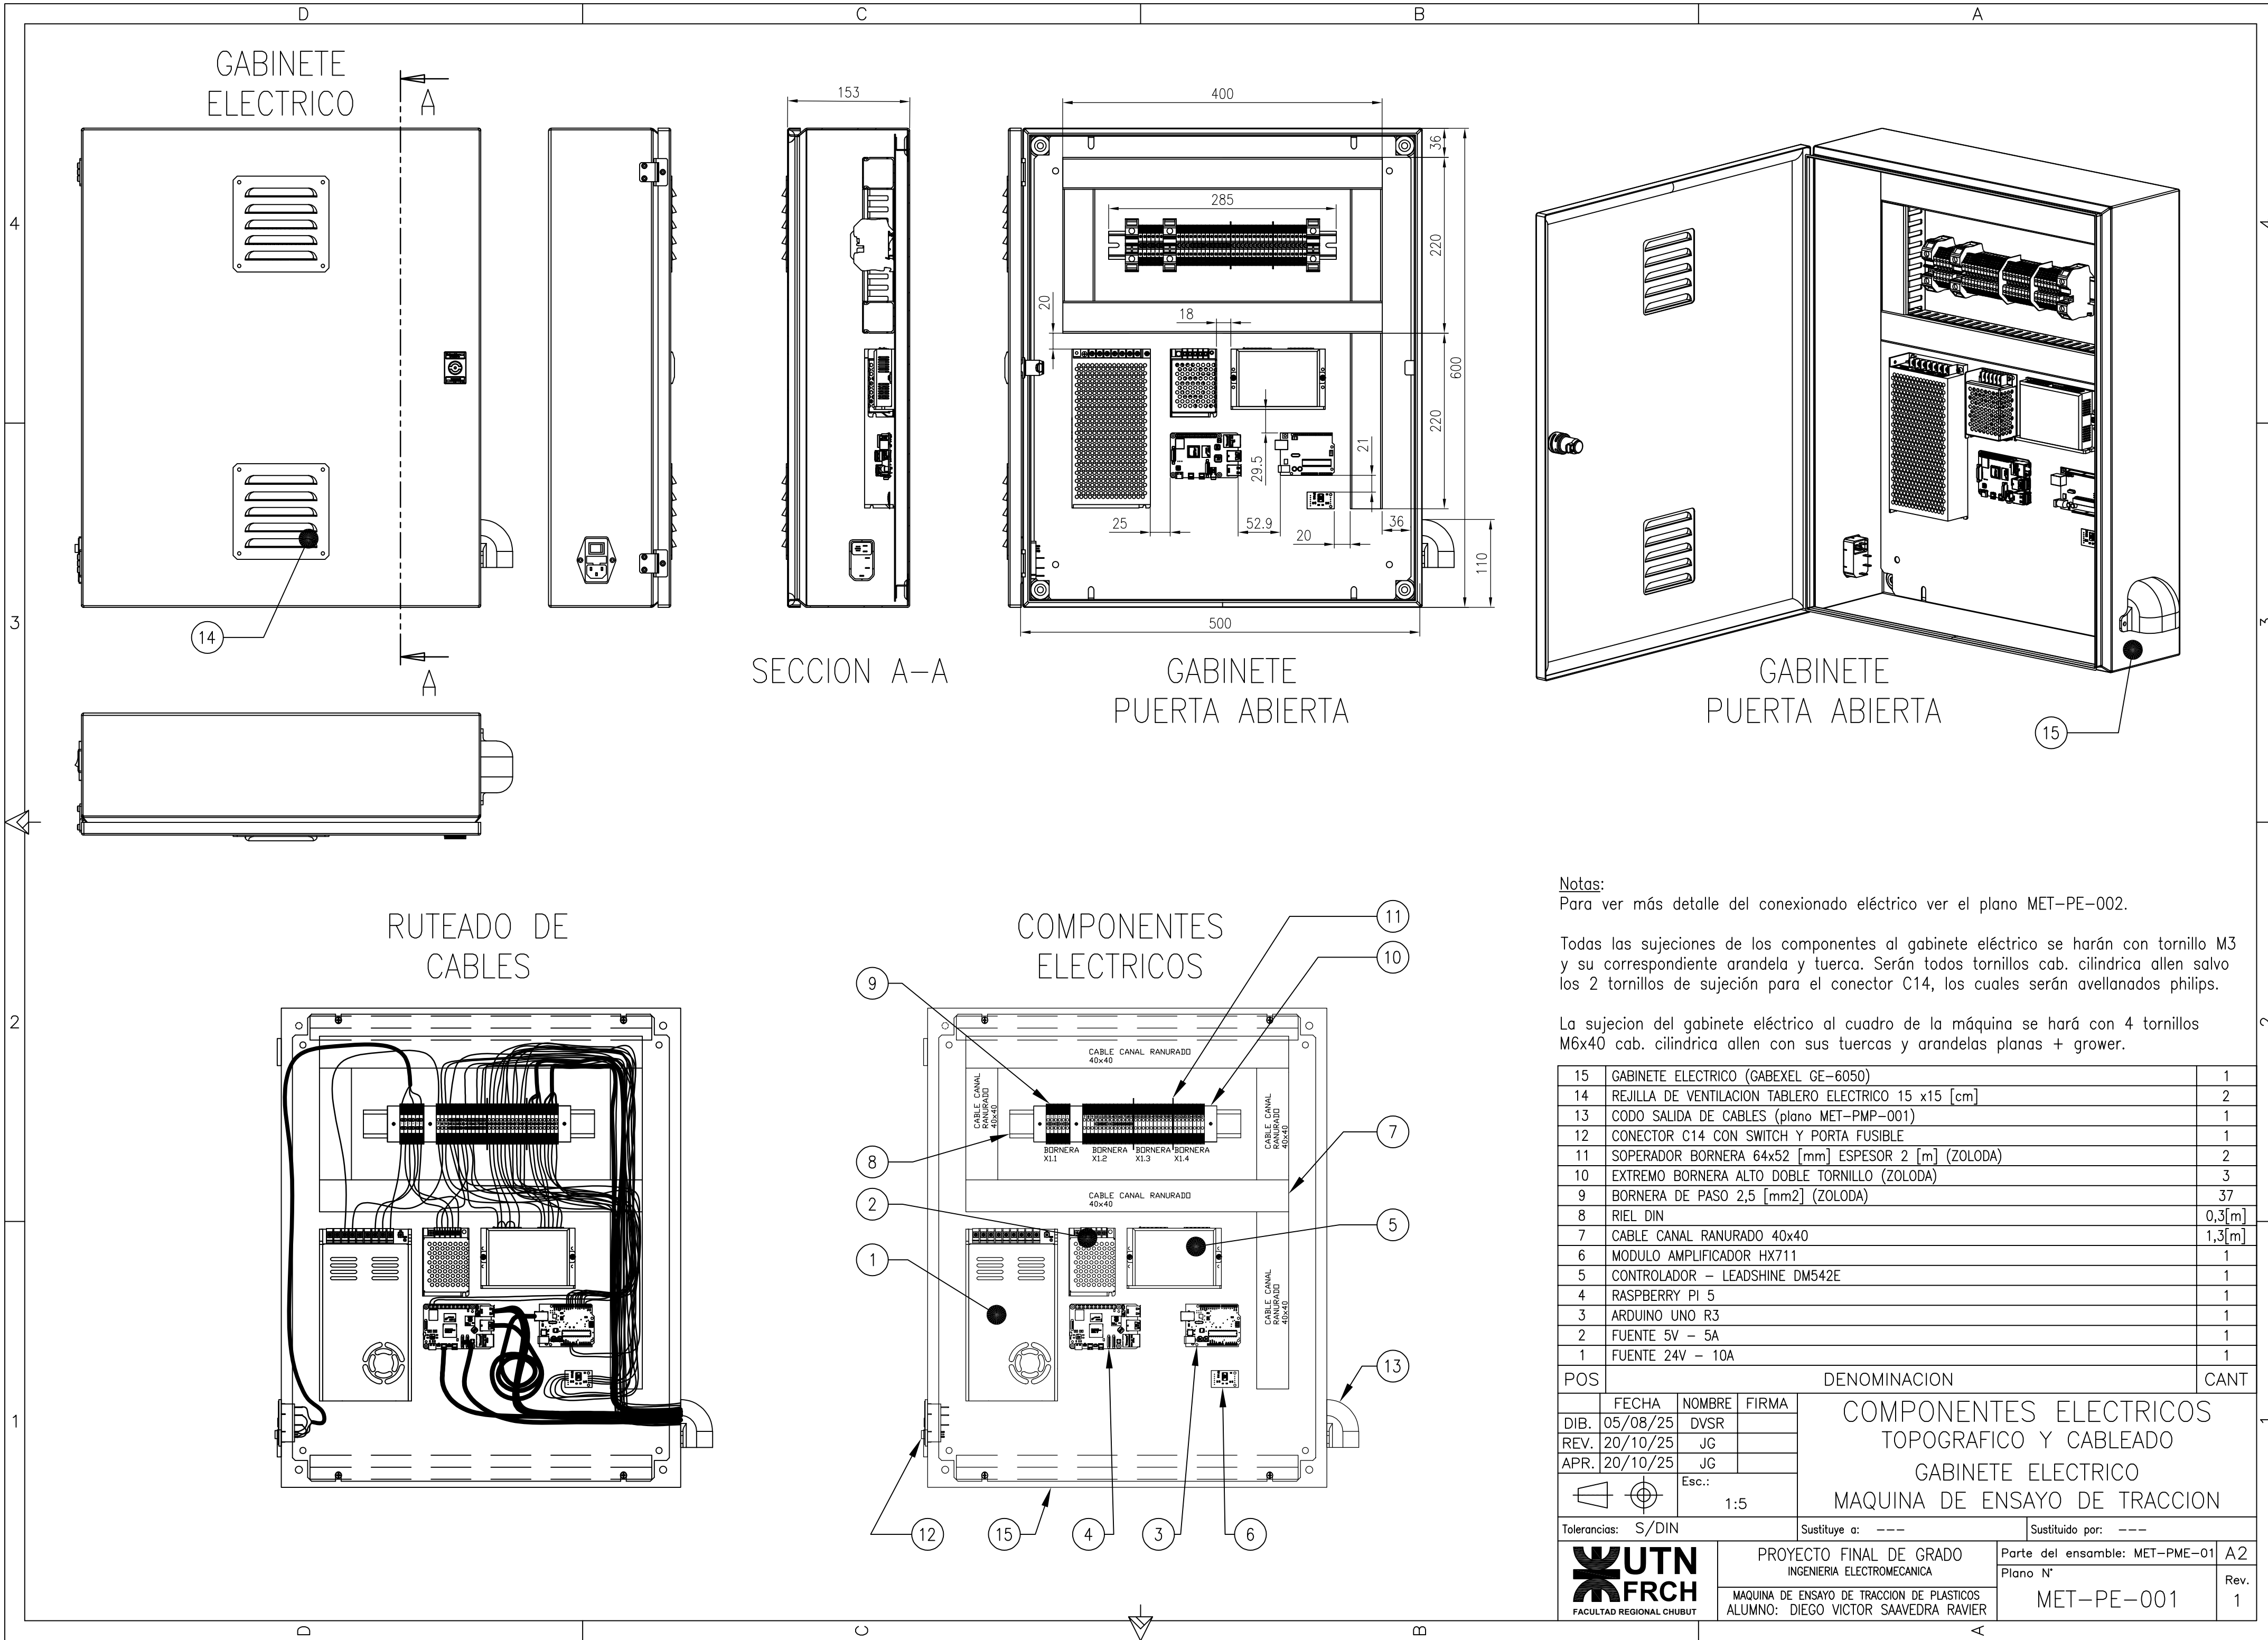 D
C
B
A
GABINETE
ELECTRICO
A
A
14
153
SECCION A-A
400
36
285
220
20
18
600
220
21
29.5
25
52.9
20
36
110
500
GABINETE
PUERTA ABIERTA
GABINETE
PUERTA ABIERTA
15
4
3
2
1
4
3
2
1
RUTEADO DE
CABLES
COMPONENTES
ELECTRICOS
11
10
9
8
7
2
5
1
13
12
15
4
3
6
CABLE CANAL RANURADO
40x40
CABLE CANAL
RANURADO
40x40
CABLE CANAL
RANURADO
40x40
BORNERA
X1.1
BORNERA
X1.2
BORNERA
X1.3
BORNERA
X1.4
CABLE CANAL RANURADO
40x40
CABLE CANAL
RANURADO
40x40
Notas:
Para ver más detalle del conexionado eléctrico ver el plano MET-PE-002.
Todas las sujeciones de los componentes al gabinete eléctrico se harán con tornillo M3
y su correspondiente arandela y tuerca. Serán todos tornillos cab. cilindrica allen salvo
los 2 tornillos de sujeción para el conector C14, los cuales serán avellanados philips.
La sujecion del gabinete eléctrico al cuadro de la máquina se hará con 4 tornillos
M6x40 cab. cilindrica allen con sus tuercas y arandelas planas + grower.
15 GABINETE ELECTRICO (GABEXEL GE-6050) 1
14 REJILLA DE VENTILACION TABLERO ELECTRICO 15 x15 [cm] 2
13 CODO SALIDA DE CABLES (plano MET-PMP-001) 1
12 CONECTOR C14 CON SWITCH Y PORTA FUSIBLE 1
11 SOPERADOR BORNERA 64x52 [mm] ESPESOR 2 [m] (ZOLODA) 2
10 EXTREMO BORNERA ALTO DOBLE TORNILLO (ZOLODA) 3
9 BORNERA DE PASO 2,5 [mm2] (ZOLODA) 37
8 RIEL DIN 0,3[m]
7 CABLE CANAL RANURADO 40x40 1,3[m]
6 MODULO AMPLIFICADOR HX711 1
5 CONTROLADOR - LEADSHINE DM542E 1
4 RASPBERRY PI 5 1
3 ARDUINO UNO R3 1
2 FUENTE 5V - 5A 1
1 FUENTE 24V - 10A 1
POS DENOMINACION CANT
FECHA NOMBRE FIRMA
DIB. 05/08/25 DVSR
REV. 20/10/25 JG
APR. 20/10/25 JG
Esc.:
1:5
COMPONENTES ELECTRICOS
TOPOGRAFICO Y CABLEADO
GABINETE ELECTRICO
MAQUINA DE ENSAYO DE TRACCION
Tolerancias: S/DIN
Sustituye a: ---
Sustituido por: ---
UTN
FRCH
FACULTAD REGIONAL CHUBUT
PROYECTO FINAL DE GRADO
INGENIERIA ELECTROMECANICA
MAQUINA DE ENSAYO DE TRACCION DE PLASTICOS
ALUMNO: DIEGO VICTOR SAAVEDRA RAVIER
Parte del ensamble: MET-PME-01
A2
Plano N°
MET-PE-001
Rev.
1
D
C
B
A